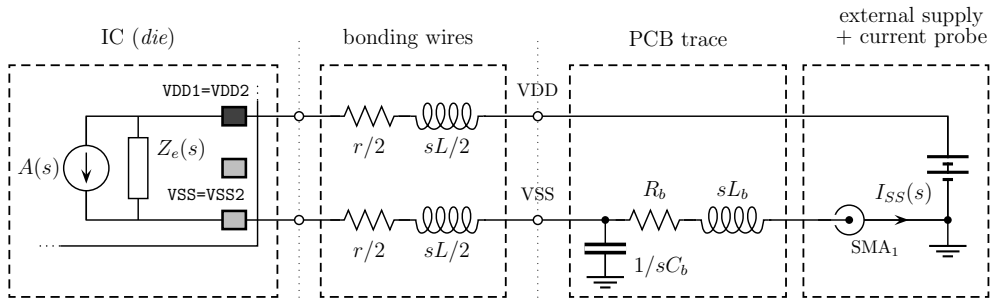 IC (die)
bonding wires
PCB trace
external supply
+ current probe
VDD1=VDD2
VDD
A(s)
Z_e(s)
r/2
sL/2
VSS=VSS2
VSS
R_b
sL_b
I_SS(s)
r/2
sL/2
1/sC_b
SMA_1